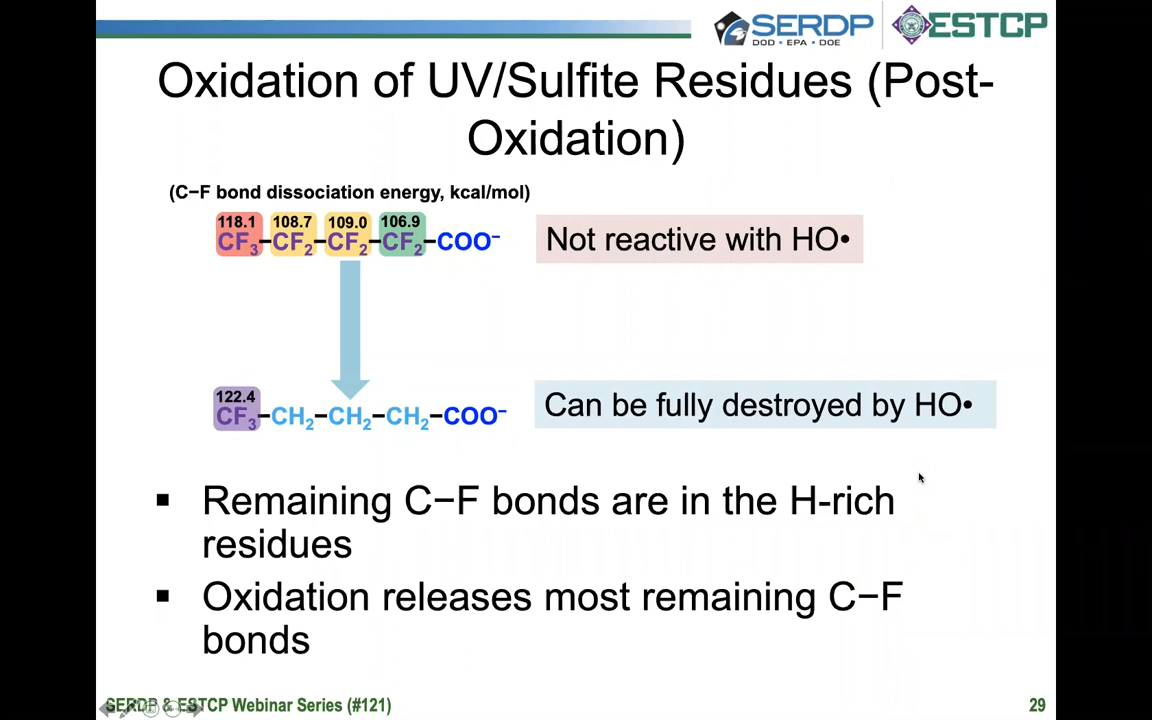 SERDP
DOD • EPA • DOE
ESTCP
Oxidation of UV/Sulfite Residues (Post-
Oxidation)
(C−F bond dissociation energy, kcal/mol)
118.1 108.7 109.0 106.9
CF₃−CF₂−CF₂−CF₂−COO⁻
Not reactive with HO•
122.4
CF₃−CH₂−CH₂−CH₂−COO⁻
Can be fully destroyed by HO•
▪ Remaining C−F bonds are in the H-rich
residues
▪ Oxidation releases most remaining C−F
bonds
SERDP & ESTCP Webinar Series (#121)
29